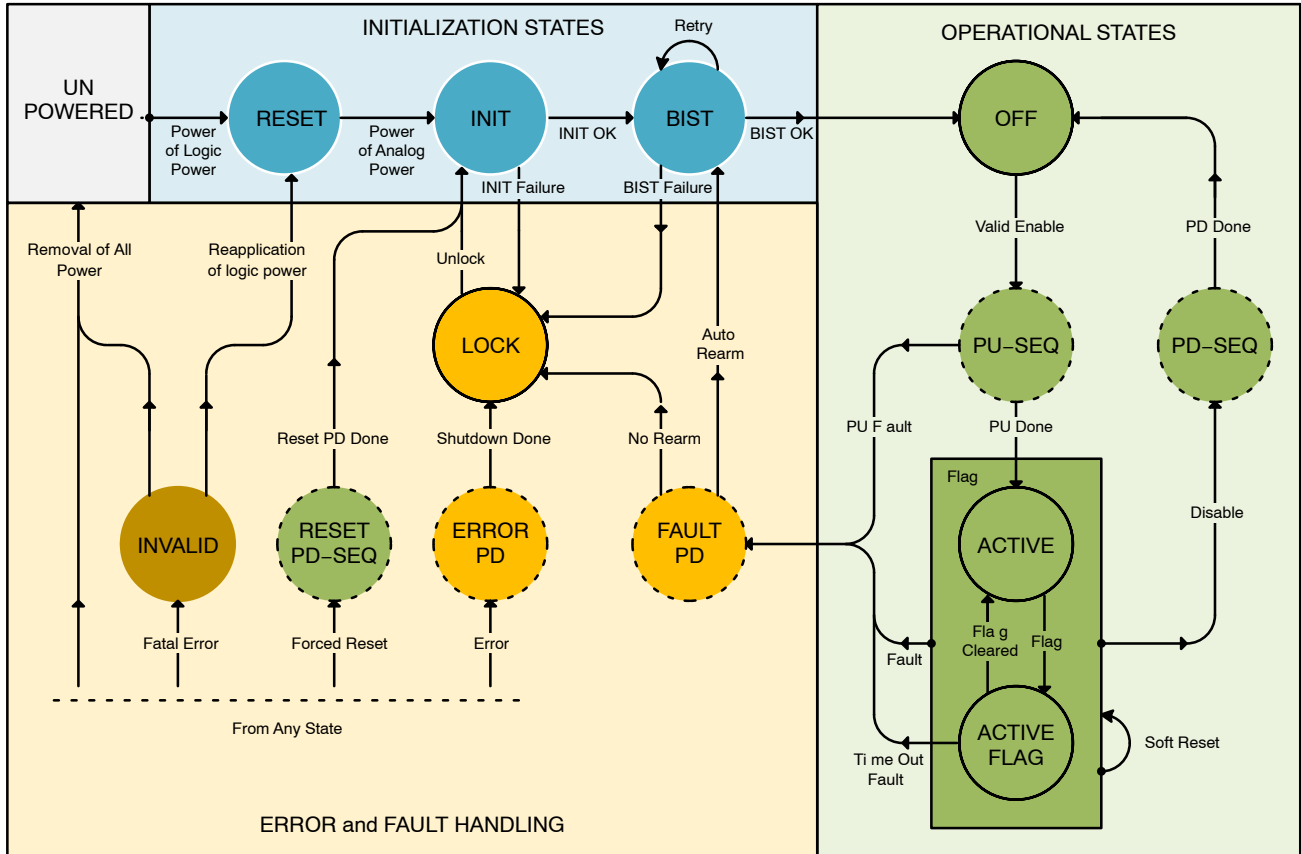 INITIALIZATION STATES
OPERATIONAL STATES
Retry
UN
POWERED
RESET
INIT
BIST
OFF
Power
of Logic
Power
Power
of Analog
Power
INIT OK
BIST OK
INIT Failure
BIST Failure
Valid Enable
PD Done
Removal of All
Power
Reapplication
of logic power
Unlock
LOCK
Auto
Rearm
PU–SEQ
PD–SEQ
Reset PD Done
Shutdown Done
No Rearm
PU F ault
PU Done
Flag
Disable
INVALID
RESET
PD–SEQ
ERROR
PD
FAULT
PD
ACTIVE
Fatal Error
Forced Reset
Error
Fault
Fla g
Cleared
Flag
From Any State
ACTIVE
FLAG
Soft Reset
Ti me Out
Fault
ERROR and FAULT HANDLING